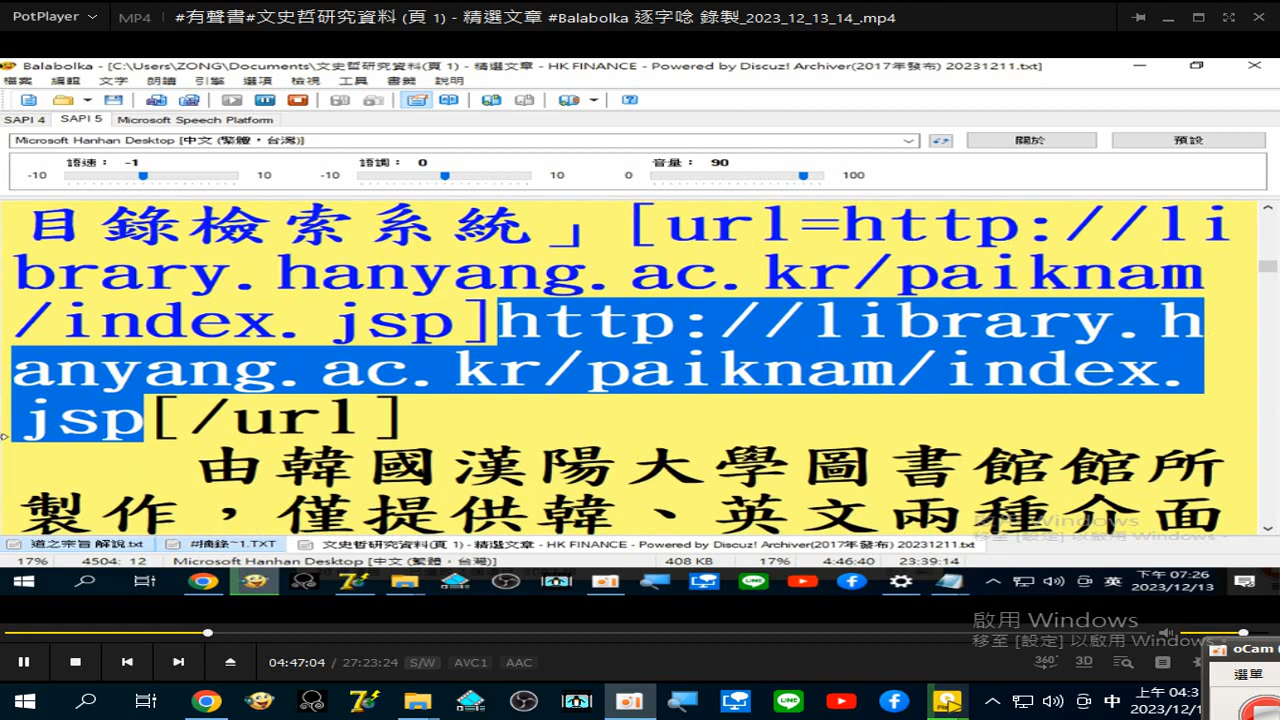 PotPlayer MP4 #有聲書#文史哲研究資料 (頁 1) - 精選文章 #Balabolka 逐字唸 錄製_2023_12_13_14_.mp4
Balabolka - [C:\Users\ZONG\Documents\文史哲研究資料(頁 1) - 精選文章 - HK FINANCE - Powered by Discuz! Archiver(2017年發布) 20231211.txt]
檔案 編輯 文字 朗讀 引擎 選項 檢視 工具 書籤 說明
SAPI 4 SAPI 5 Microsoft Speech Platform
Microsoft Hanhan Desktop [中文 (繁體，台灣)] 關於 預設
語速： -1 語調： 0 音量： 90
-10 10 -10 10 0 100
目錄檢索系統」[url=http://li
brary.hanyang.ac.kr/paiknam
/index.jsp]http://library.h
anyang.ac.kr/paiknam/index.
jsp[/url]
由韓國漢陽大學圖書館館所
製作，僅提供韓、英文兩種介面
啟用 Windows
移至 [設定] 以啟用 Windows。
道之宗旨 解說.txt #摘錄~1.TXT 文史哲研究資料(頁 1) - 精選文章 - HK FINANCE - Powered by Discuz! Archiver(2017年發布) 20231211.txt
17% 4504: 12 Microsoft Hanhan Desktop [中文 (繁體，台灣)] 408 KB 17% 4:46:40 23:39:14
英 下午 07:26
2023/12/13
啟用 Windows
移至 [設定] 以啟用 Windows。
04:47:04 / 27:23:24 S/W AVC1 AAC 360° 3D
oCam (
選單
中 上午 04:3
2023/12/1